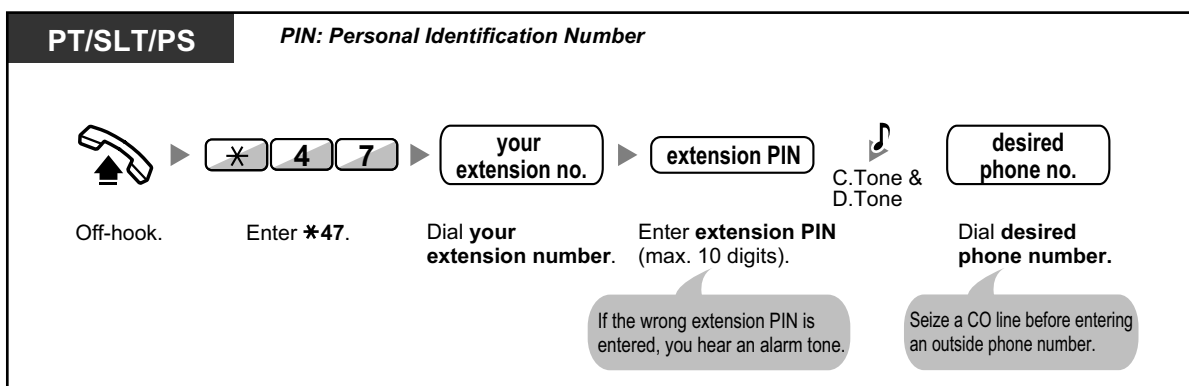 PT/SLT/PS
PIN: Personal Identification Number
* 4 7
your
extension no.
extension PIN
C.Tone &
D.Tone
desired
phone no.
Off-hook.
Enter *47.
Dial your
extension number.
Enter extension PIN
(max. 10 digits).
Dial desired
phone number.
If the wrong extension PIN is
entered, you hear an alarm tone.
Seize a CO line before entering
an outside phone number.